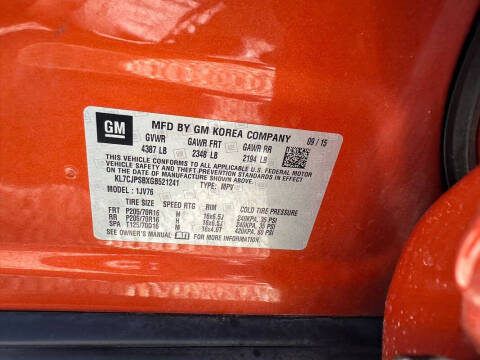 GM
MFD BY GM KOREA COMPANY
09 / 15
GVWR GAWR FRT GAWR RR
4387 LB 2348 LB 2194 LB
THIS VEHICLE CONFORMS TO ALL APPLICABLE U.S. FEDERAL MOTOR
VEHICLE SAFETY AND THEFT PREVENTION STANDARDS IN EFFECT ON THE
DATE OF MANUFACTURE SHOWN ABOVE.
KL7CJPSBXGB521241 TYPE: MPV
MODEL: 1JV76
TIRE SIZE SPEED RTG RIM COLD TIRE PRESSURE
FRT P205/70R16 H 16x6.5J 240KPA, 35 PSI
RR P205/70R16 H 16x6.5J 240KPA, 35 PSI
SPA T125/70D16 M 16x4.0T 420KPA, 60 PSI
SEE OWNER'S MANUAL FOR MORE INFORMATION.